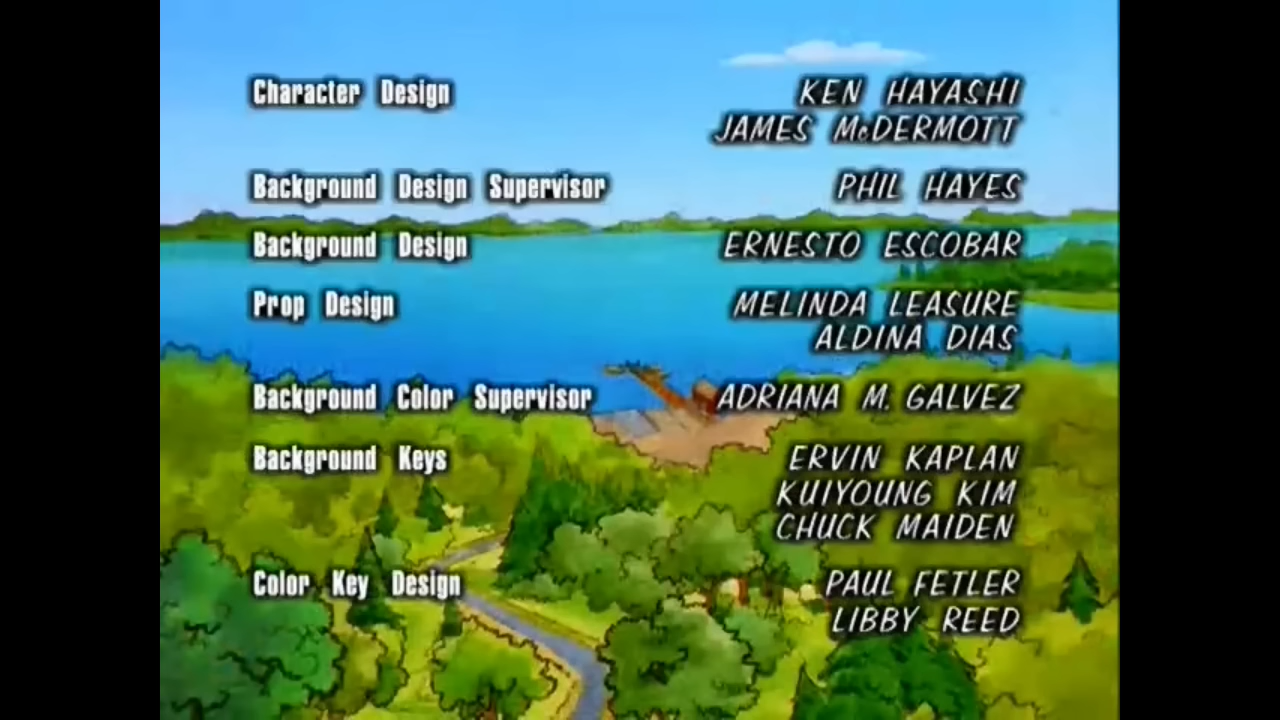 Character Design KEN HAYASHI
JAMES McDERMOTT
Background Design Supervisor PHIL HAYES
Background Design ERNESTO ESCOBAR
Prop Design MELINDA LEASURE
ALDINA DIAS
Background Color Supervisor ADRIANA M. GALVEZ
Background Keys ERVIN KAPLAN
KUIYOUNG KIM
CHUCK MAIDEN
Color Key Design PAUL FETLER
LIBBY REED